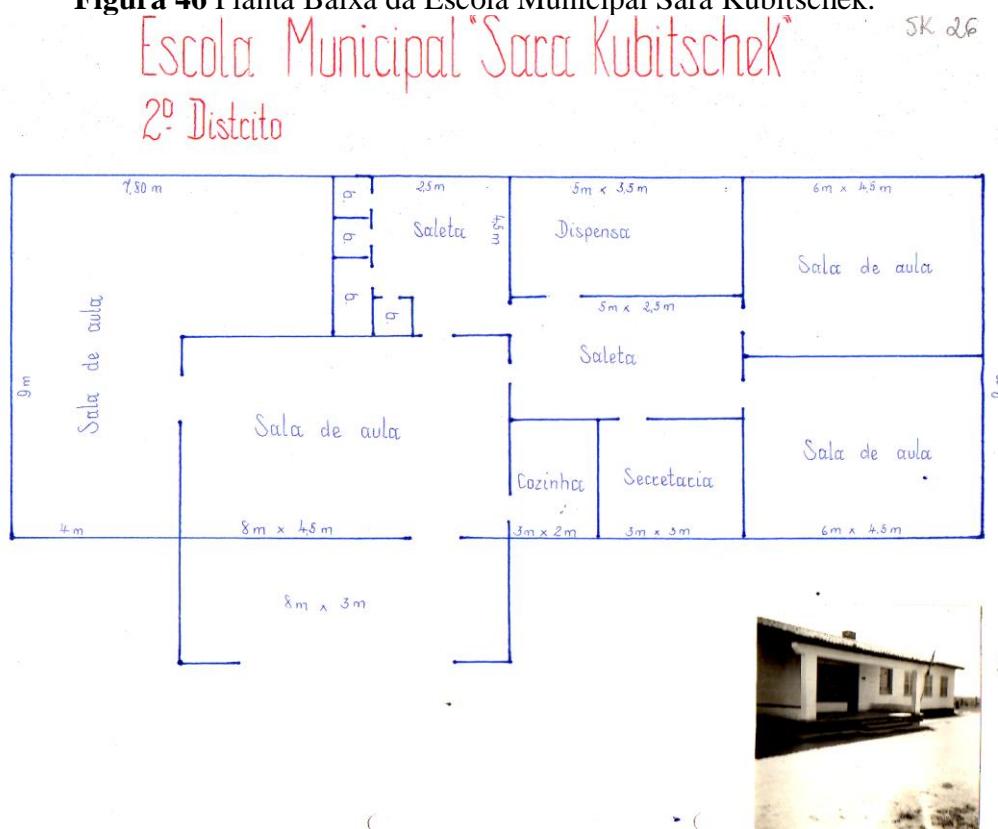 Figura 46 Planta Baixa da Escola Municipal Sara Kubitschek.
Escola Municipal "Sara Kubitschek"
SK 26
2º Distrito
7,80 m
b.
2,5 m
5m x 3,5m
6m x 4,5m
b.
Saleta
4,5m
Dispensa
Sala de aula
b.
b.
5m x 2,5m
Saleta
Sala de aula
9m
Sala de aula
Sala de aula
Cozinha
Secretaria
4m
8m x 4,5m
3m x 2m
3m x 3m
6m x 4.5m
8m x 3m